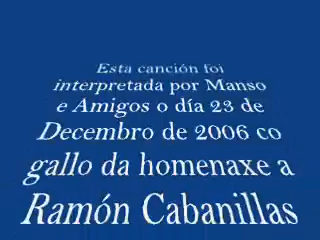 Esta canción foi
interpretada por Manso
e Amigos o día 23 de
Decembro de 2006 co
gallo da homenaxe a
Ramón Cabanillas